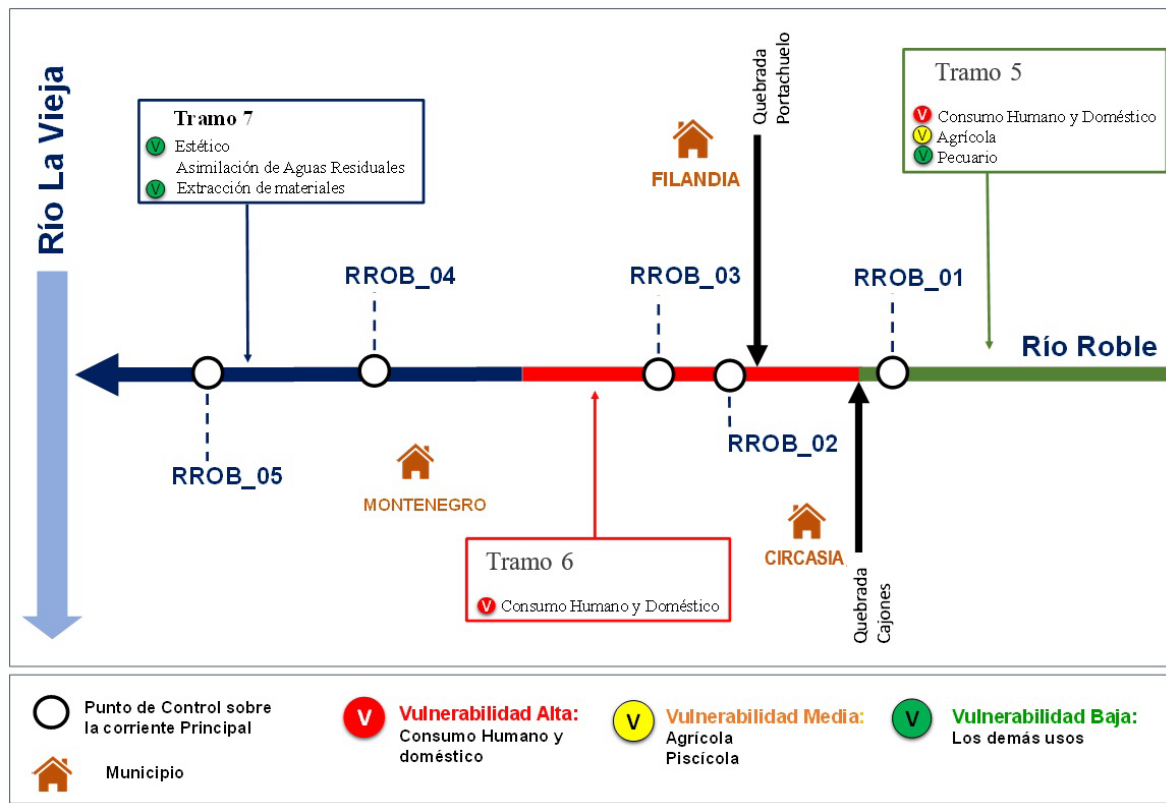 Río La Vieja
Tramo 7
V Estético
Asimilación de Aguas Residuales
V Extracción de materiales
FILANDIA
Quebrada
Portachuelo
Tramo 5
V Consumo Humano y Doméstico
V Agrícola
V Pecuario
RROB_04
RROB_03
RROB_01
Río Roble
RROB_05
RROB_02
MONTENEGRO
CIRCASIA
Tramo 6
V Consumo Humano y Doméstico
Quebrada
Cajones
Punto de Control sobre
la corriente Principal
Municipio
V Vulnerabilidad Alta:
Consumo Humano y
doméstico
V Vulnerabilidad Media:
Agrícola
Piscícola
V Vulnerabilidad Baja:
Los demás usos